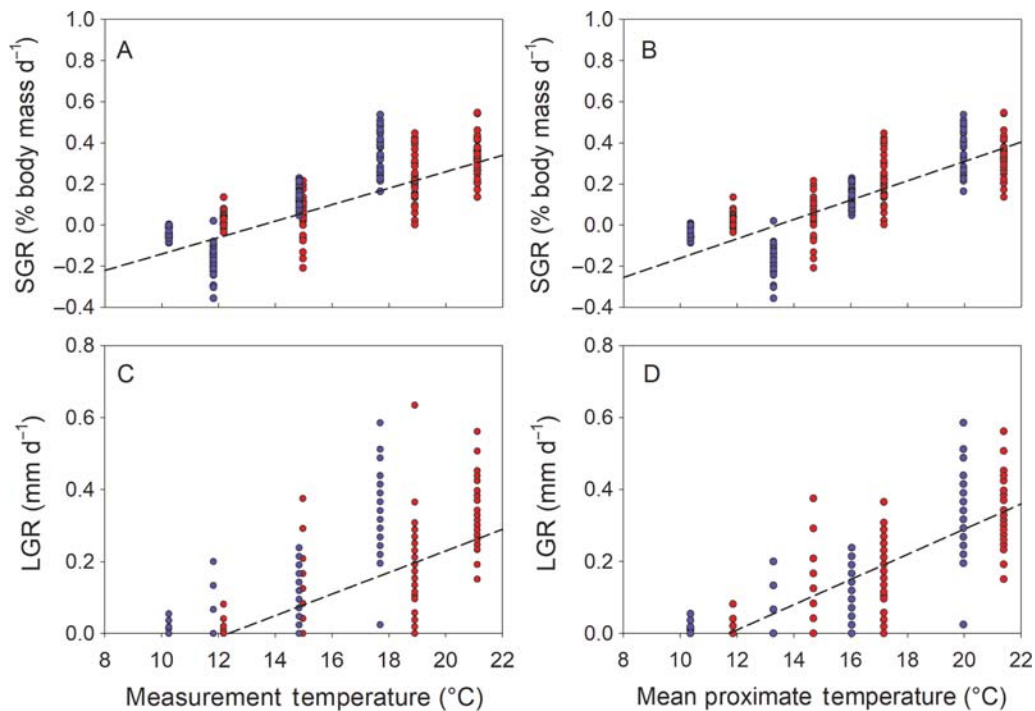 A
B
SGR (% body mass d⁻¹)
1.0
0.8
0.6
0.4
0.2
0.0
–0.2
–0.4
SGR (% body mass d⁻¹)
1.0
0.8
0.6
0.4
0.2
0.0
–0.2
–0.4
C
D
LGR (mm d⁻¹)
0.8
0.6
0.4
0.2
0.0
LGR (mm d⁻¹)
0.8
0.6
0.4
0.2
0.0
8 10 12 14 16 18 20 22
8 10 12 14 16 18 20 22
Measurement temperature (°C)
Mean proximate temperature (°C)